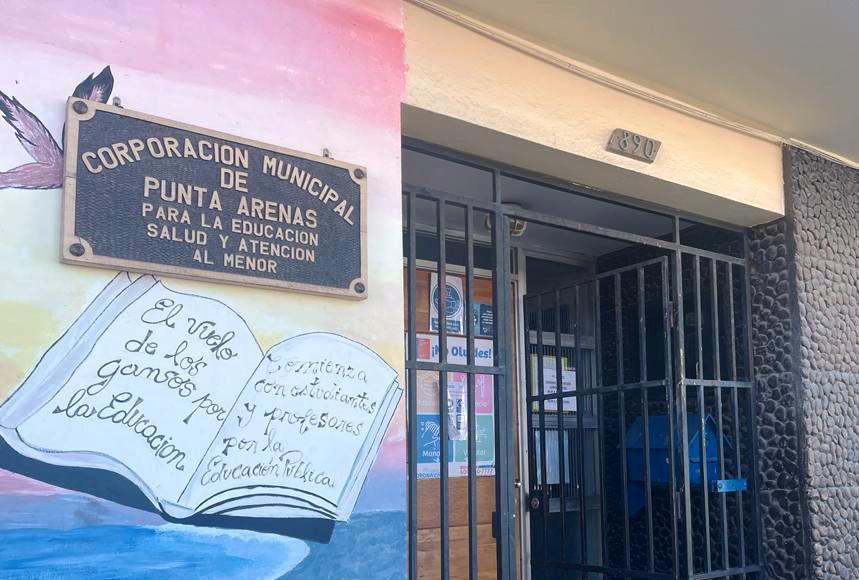 CORPORACION MUNICIPAL
DE
PUNTA ARENAS
PARA LA EDUCACION
SALUD Y ATENCION
AL MENOR
890
El vuelo
de los
gansos por
la Educación
Comienza
con estudiantes
y profesores
por la
Educación Pública
¡No Olvides!